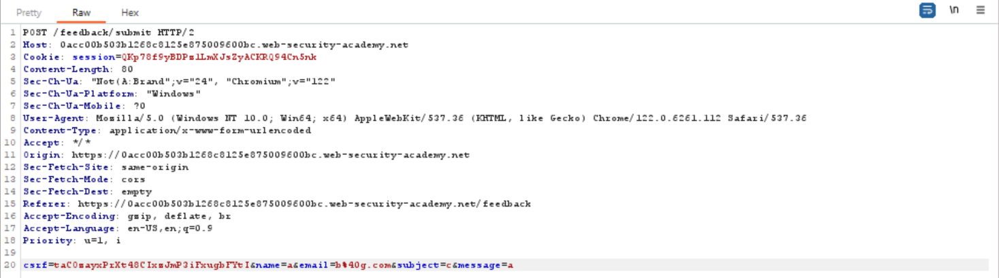 Pretty Raw Hex \n
1 POST /feedback/submit HTTP/2
2 Host: 0acc00b503b1268c8125e875009600bc.web-security-academy.net
3 Cookie: session=QKp78f9yBDPslLmXJsZyACKRQ94Cn5nk
4 Content-Length: 80
5 Sec-Ch-Ua: "Not(A:Brand";v="24", "Chromium";v="122"
6 Sec-Ch-Ua-Platform: "Windows"
7 Sec-Ch-Ua-Mobile: ?0
8 User-Agent: Mozilla/5.0 (Windows NT 10.0; Win64; x64) AppleWebKit/537.36 (KHTML, like Gecko) Chrome/122.0.6261.112 Safari/537.36
9 Content-Type: application/x-www-form-urlencoded
10 Accept: */*
11 Origin: https://0acc00b503b1268c8125e875009600bc.web-security-academy.net
12 Sec-Fetch-Site: same-origin
13 Sec-Fetch-Mode: cors
14 Sec-Fetch-Dest: empty
15 Referer: https://0acc00b503b1268c8125e875009600bc.web-security-academy.net/feedback
16 Accept-Encoding: gzip, deflate, br
17 Accept-Language: en-US,en;q=0.9
18 Priority: u=1, i
19
20 csrf=taC0zayxPrXt48CIxsJmP3iFxugbFYtI&name=a&email=b%40g.com&subject=c&message=a